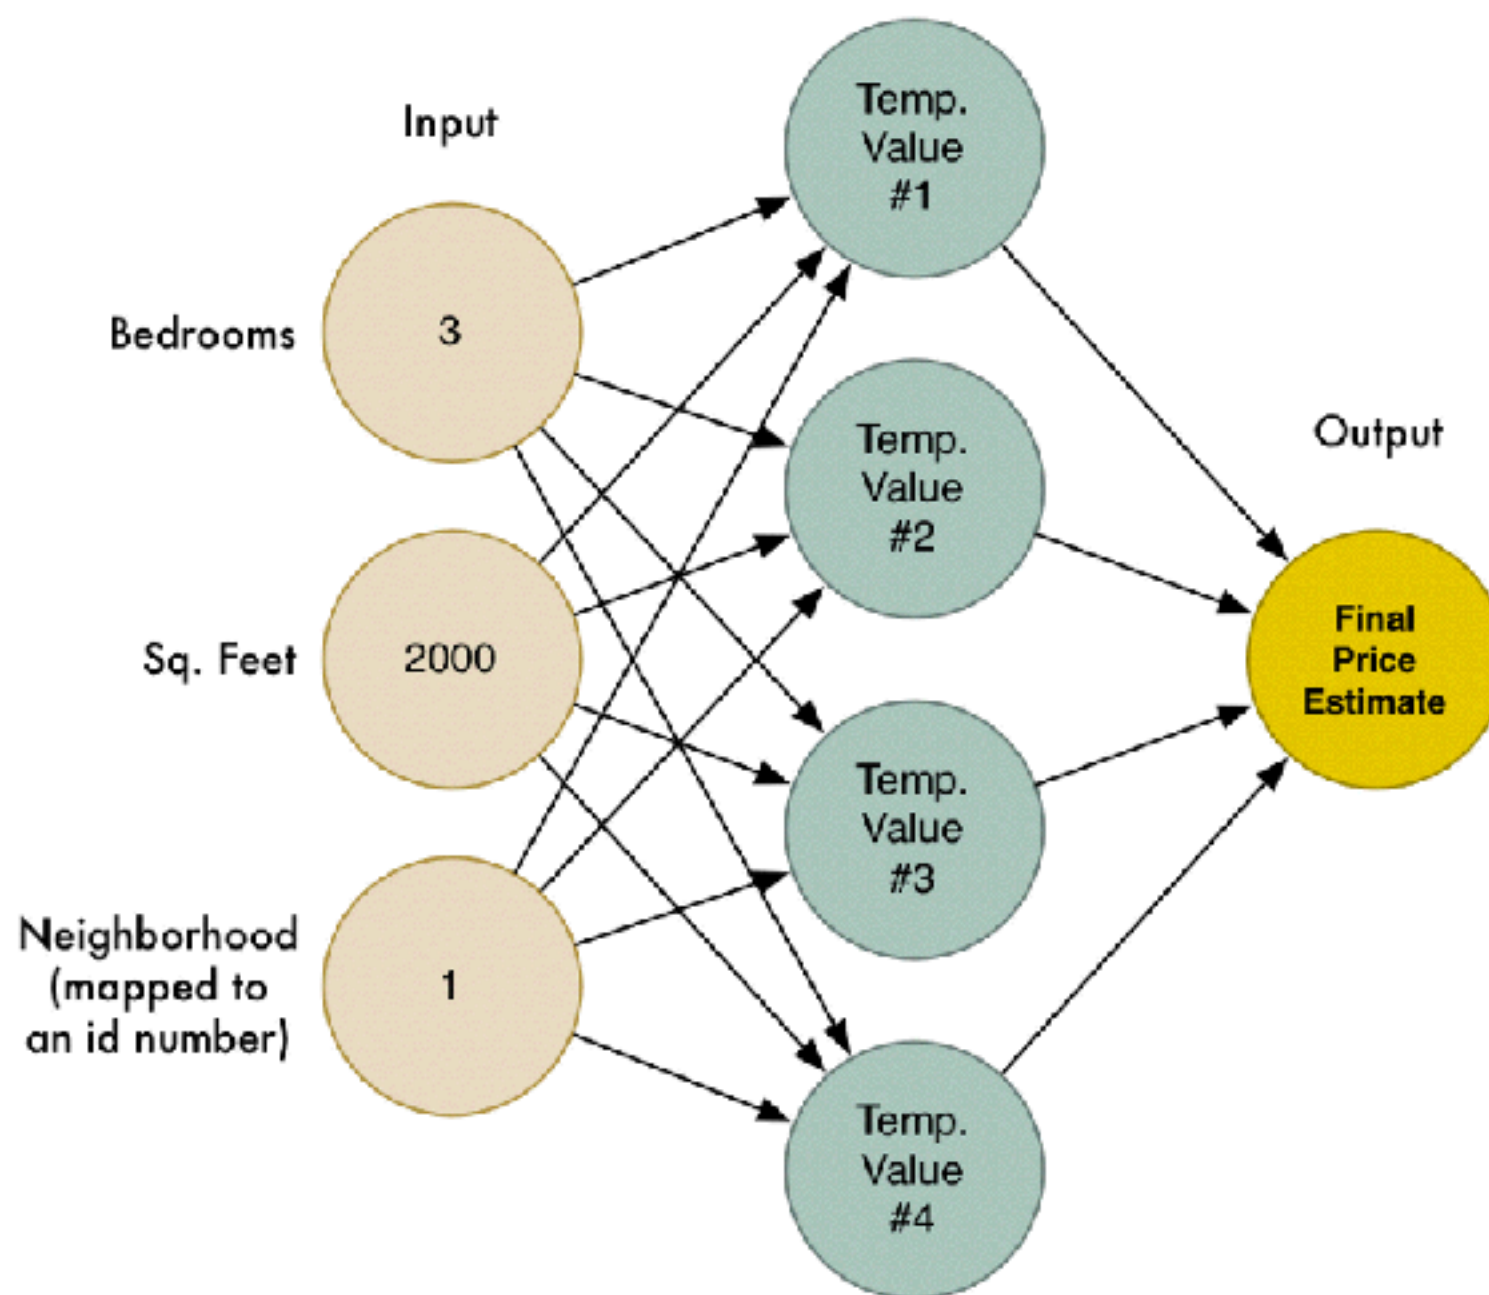 Input
Bedrooms
3
Sq. Feet
2000
Neighborhood
(mapped to
an id number)
1
Temp.
Value
#1
Temp.
Value
#2
Temp.
Value
#3
Temp.
Value
#4
Output
Final
Price
Estimate